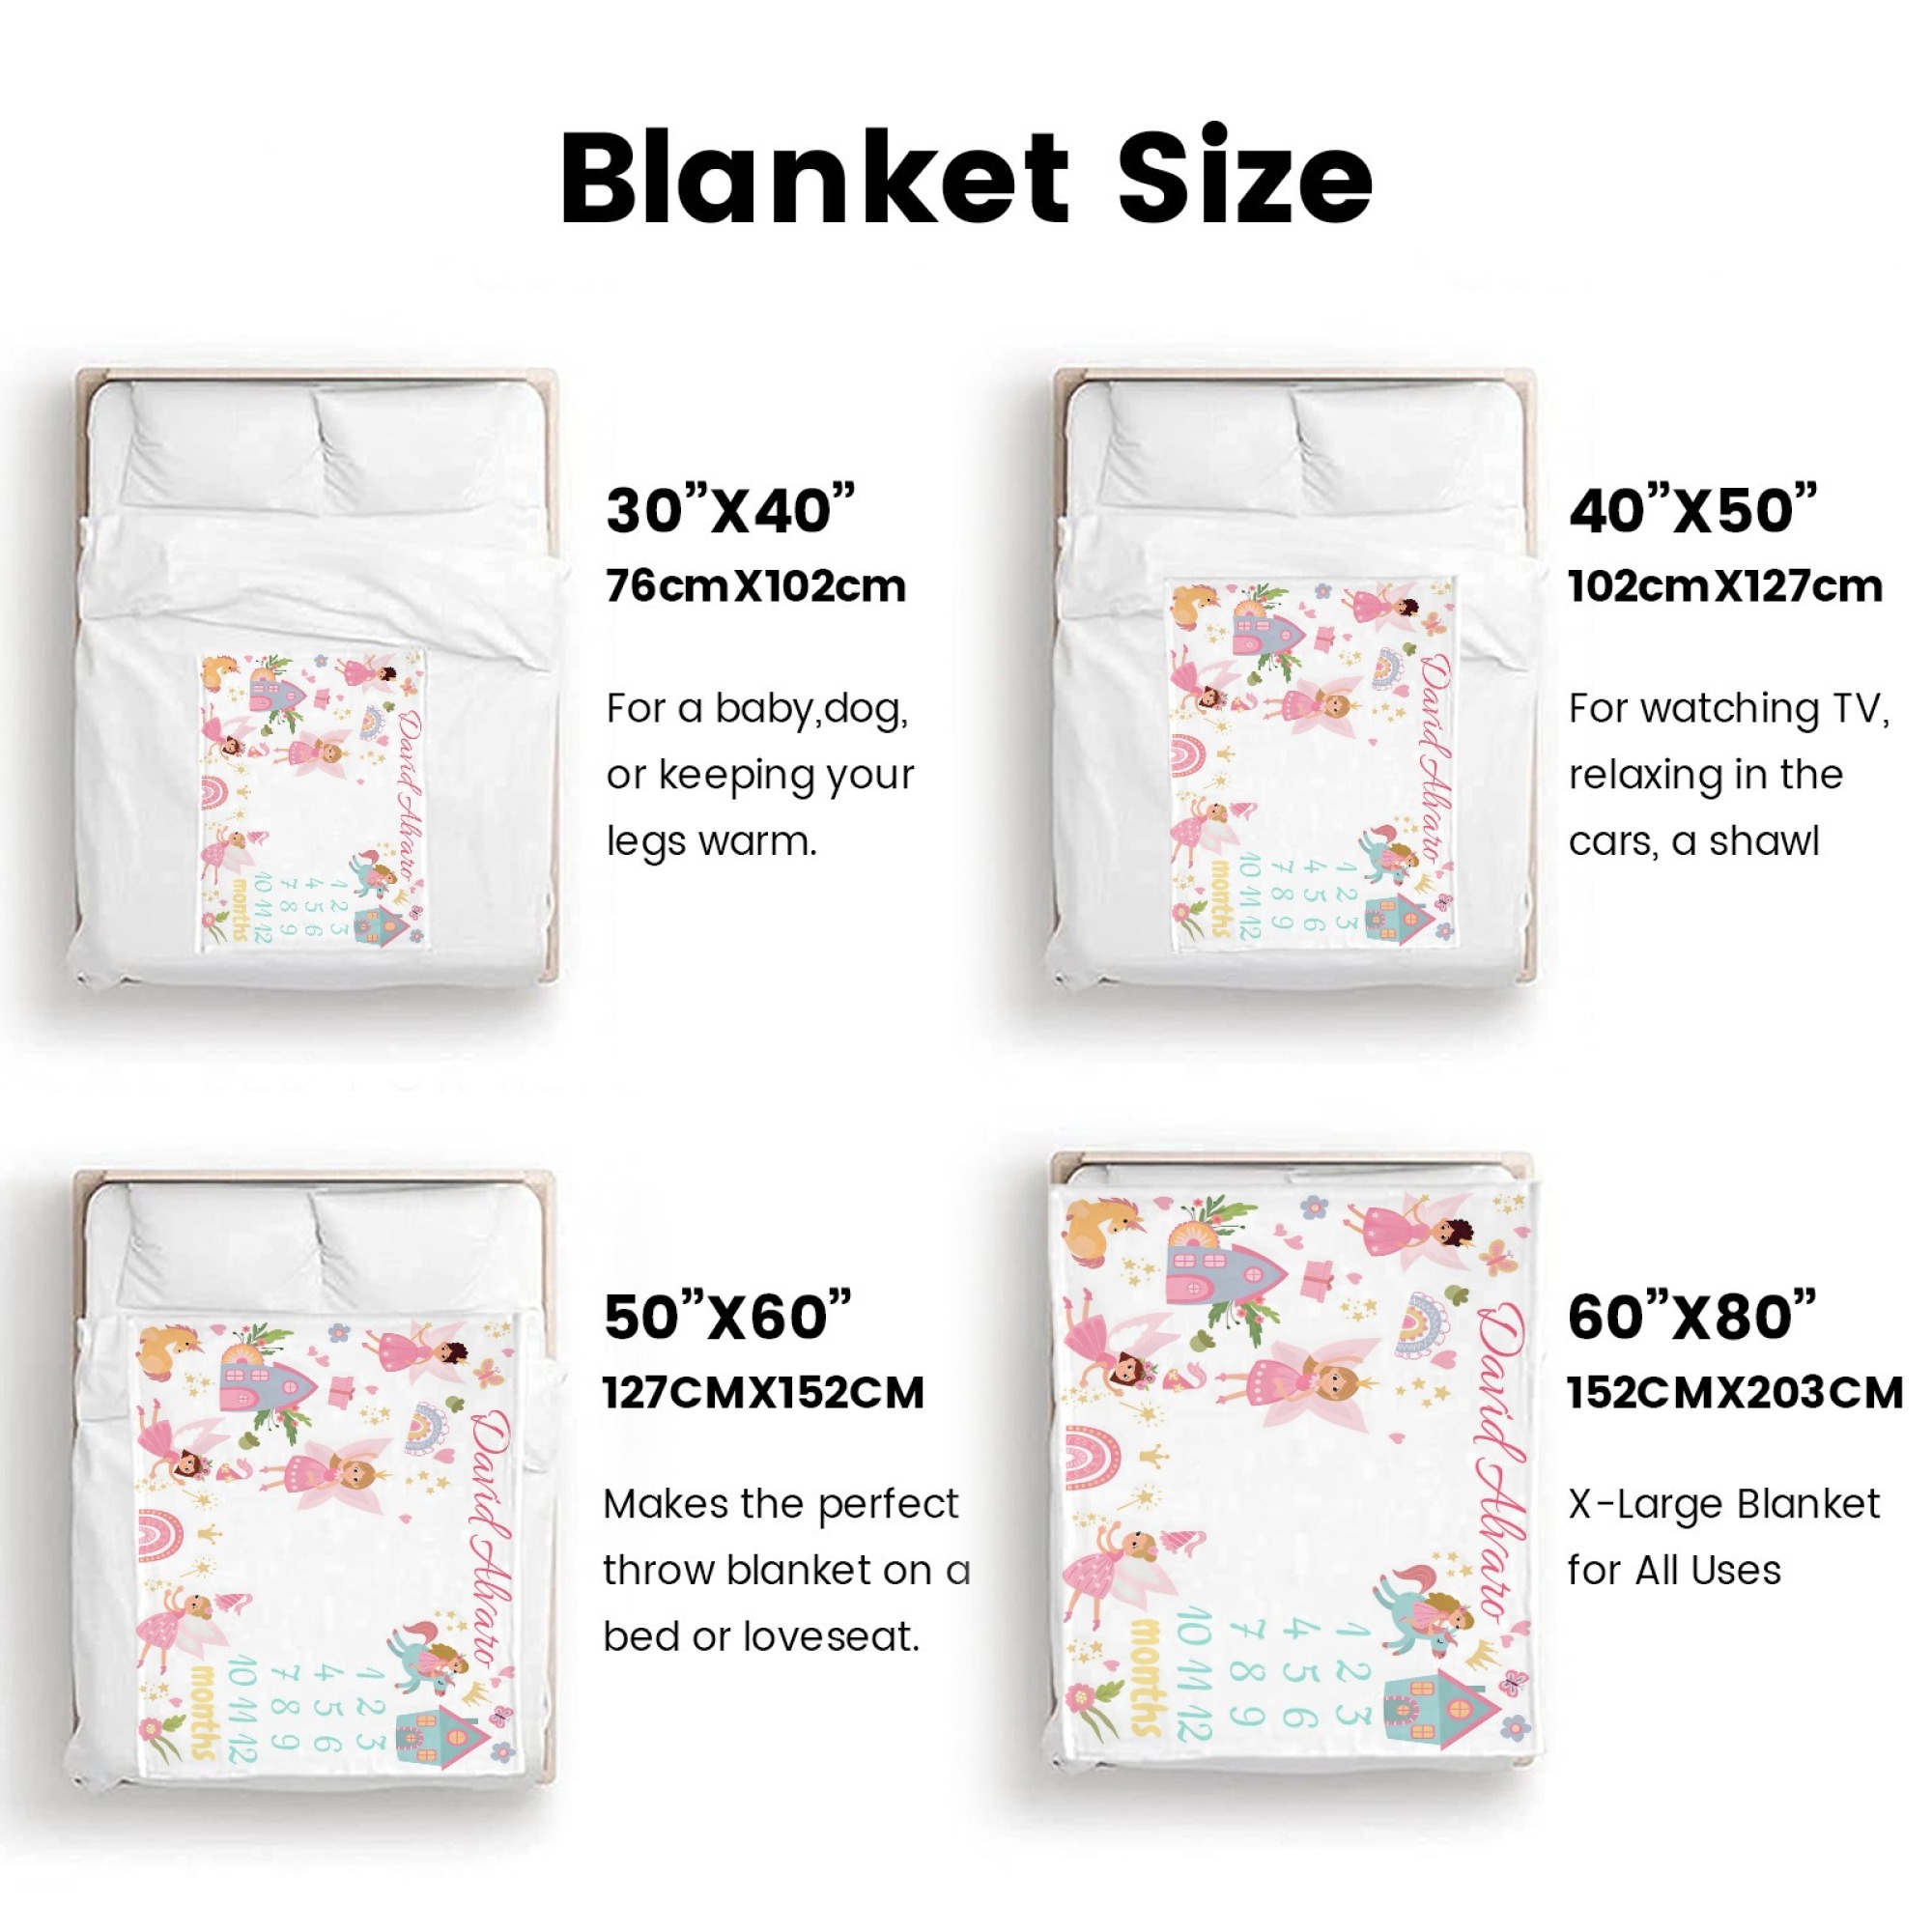 Blanket Size
30”X40”
76cmX102cm
For a baby,dog,
or keeping your
legs warm.
David Alvaro
1 2 3
4 5 6
7 8 9
10 11 12
months
40”X50”
102cmX127cm
For watching TV,
relaxing in the
cars, a shawl
David Alvaro
1 2 3
4 5 6
7 8 9
10 11 12
months
50”X60”
127CMX152CM
Makes the perfect
throw blanket on a
bed or loveseat.
David Alvaro
1 2 3
4 5 6
7 8 9
10 11 12
months
60”X80”
152CMX203CM
X-Large Blanket
for All Uses
David Alvaro
1 2 3
4 5 6
7 8 9
10 11 12
months